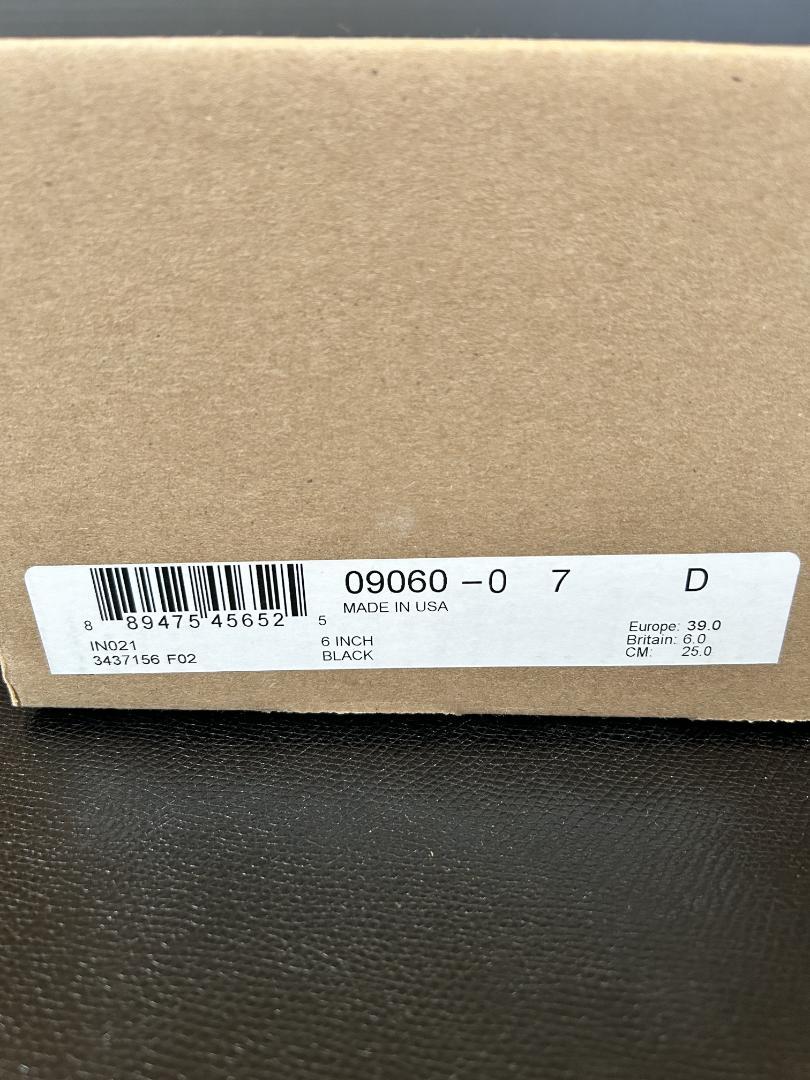 09060 -0 7 D
MADE IN USA
8 89475 45652 5
IN021
3437156 F02
6 INCH
BLACK
Europe: 39.0
Britain: 6.0
CM: 25.0